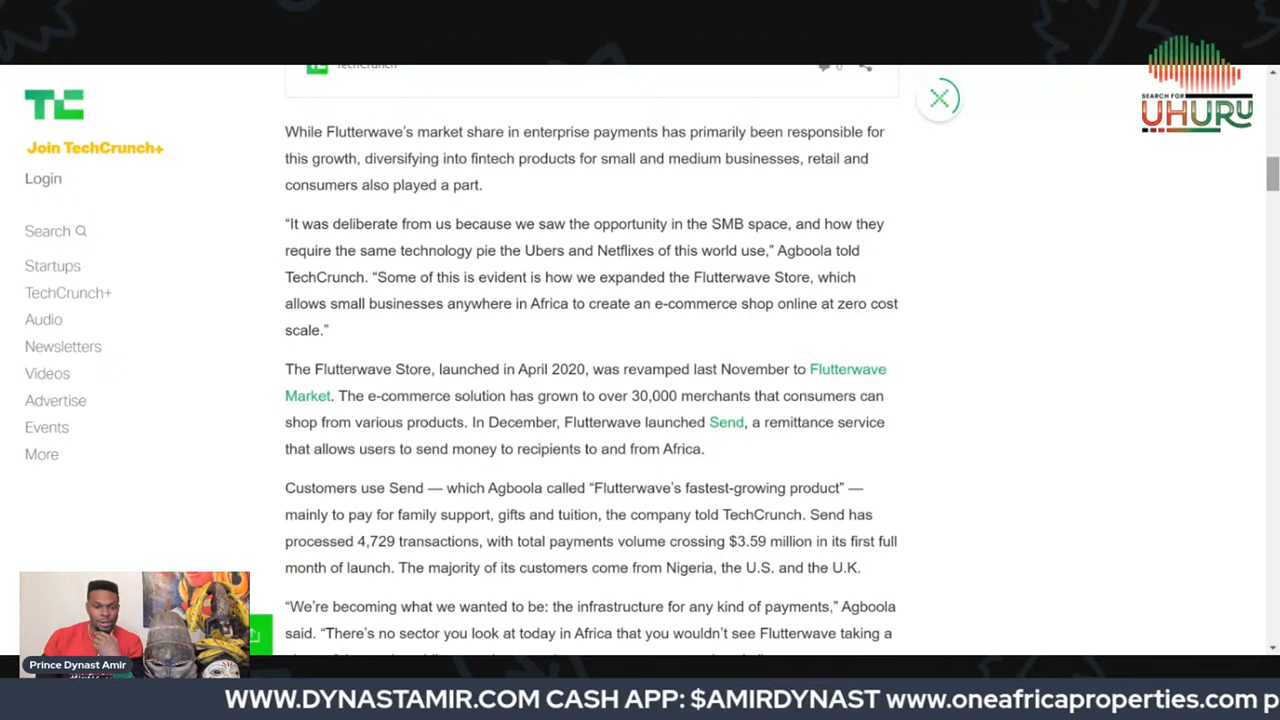 TechCrunch 0
SEARCH FOR
UHURU
TC
Join TechCrunch+
Login
Search
Startups
TechCrunch+
Audio
Newsletters
Videos
Advertise
Events
More
While Flutterwave’s market share in enterprise payments has primarily been responsible for
this growth, diversifying into fintech products for small and medium businesses, retail and
consumers also played a part.
“It was deliberate from us because we saw the opportunity in the SMB space, and how they
require the same technology pie the Ubers and Netflixes of this world use,” Agboola told
TechCrunch. “Some of this is evident is how we expanded the Flutterwave Store, which
allows small businesses anywhere in Africa to create an e-commerce shop online at zero cost
scale.”
The Flutterwave Store, launched in April 2020, was revamped last November to Flutterwave
Market. The e-commerce solution has grown to over 30,000 merchants that consumers can
shop from various products. In December, Flutterwave launched Send, a remittance service
that allows users to send money to recipients to and from Africa.
Customers use Send — which Agboola called “Flutterwave’s fastest-growing product” —
mainly to pay for family support, gifts and tuition, the company told TechCrunch. Send has
processed 4,729 transactions, with total payments volume crossing $3.59 million in its first full
month of launch. The majority of its customers come from Nigeria, the U.S. and the U.K.
“We’re becoming what we wanted to be: the infrastructure for any kind of payments,” Agboola
said. “There’s no sector you look at today in Africa that you wouldn’t see Flutterwave taking a
Prince Dynast Amir
WWW.DYNASTAMIR.COM CASH APP: $AMIRDYNAST www.oneafricaproperties.com p